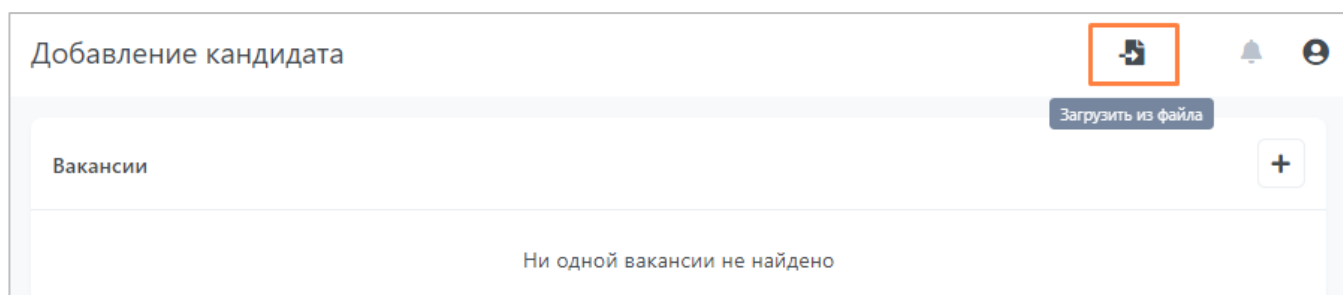 Добавление кандидата
Загрузить из файла
Вакансии
Ни одной вакансии не найдено